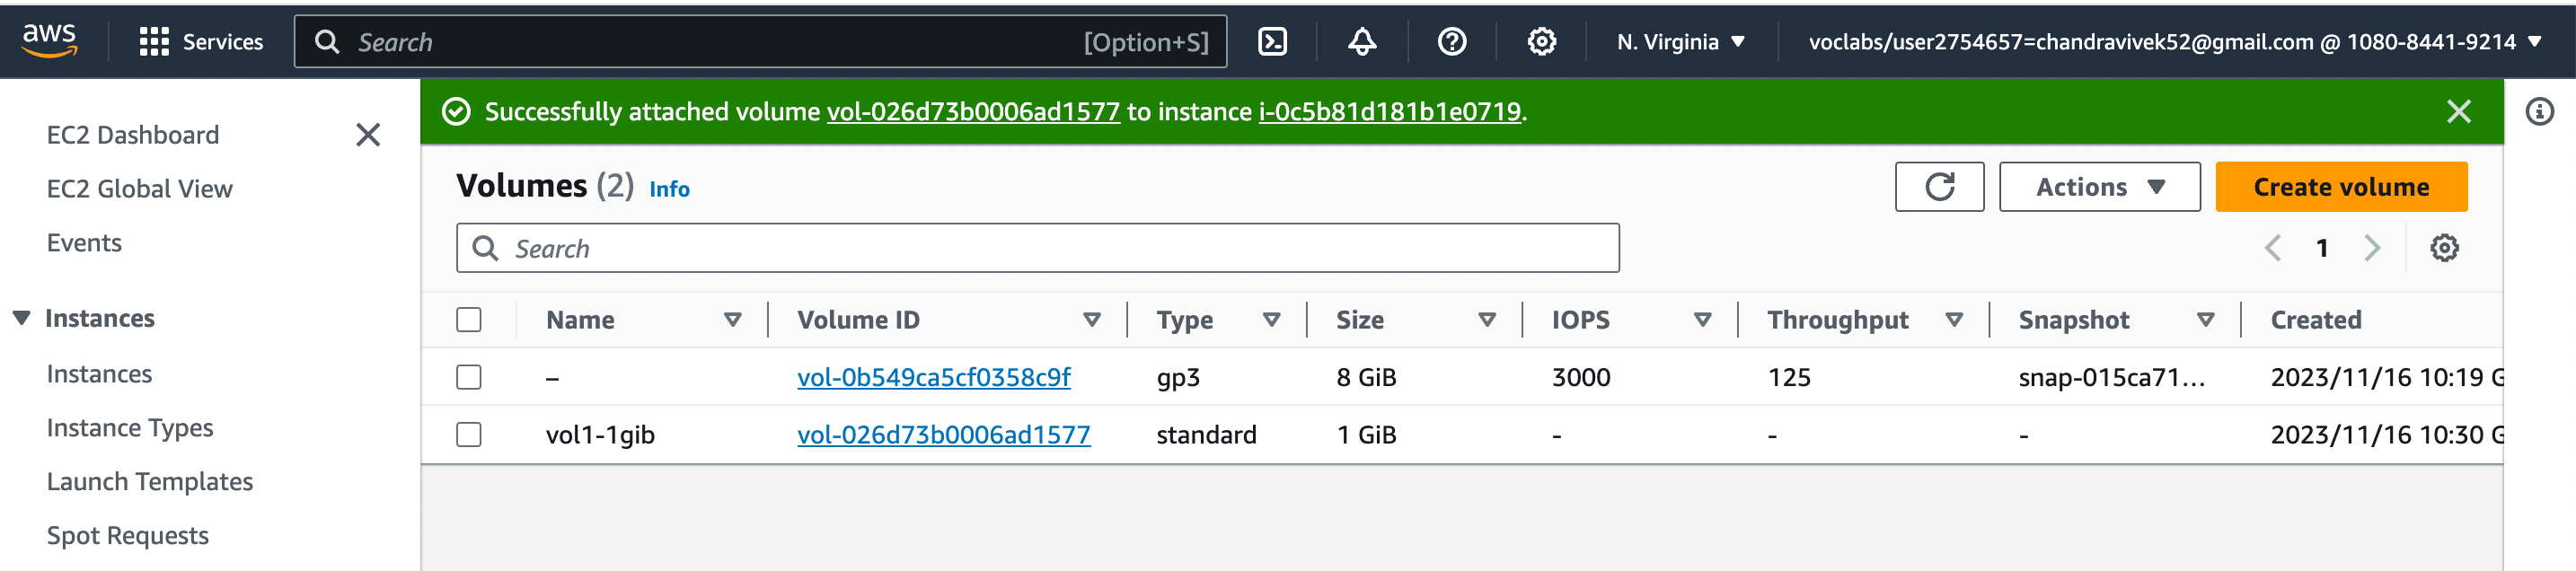 aws Services Search [Option+S] N. Virginia voclabs/user2754657=chandravivek52@gmail.com @ 1080-8441-9214
EC2 Dashboard
EC2 Global View
Events
Instances
Instances
Instance Types
Launch Templates
Spot Requests
Successfully attached volume vol-026d73b0006ad1577 to instance i-0c5b81d181b1e0719.
Volumes (2) Info
Actions Create volume
Search
1
Name Volume ID Type Size IOPS Throughput Snapshot Created
– vol-0b549ca5cf0358c9f gp3 8 GiB 3000 125 snap-015ca71... 2023/11/16 10:19 G
vol1-1gib vol-026d73b0006ad1577 standard 1 GiB - - - 2023/11/16 10:30 G